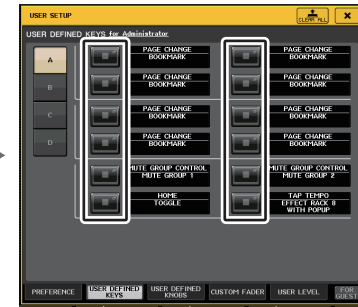 USER SETUP
CLEAR ALL
USER DEFINED KEYS for Administrator
A
B
C
D
PAGE CHANGE
BOOKMARK
PAGE CHANGE
BOOKMARK
PAGE CHANGE
BOOKMARK
PAGE CHANGE
BOOKMARK
PAGE CHANGE
BOOKMARK
PAGE CHANGE
BOOKMARK
PAGE CHANGE
BOOKMARK
PAGE CHANGE
BOOKMARK
MUTE GROUP CONTROL
MUTE GROUP 1
MUTE GROUP CONTROL
MUTE GROUP 2
HOME
TOGGLE
TAP TEMPO
EFFECT RACK 8
WITH POPUP
PREFERENCE
USER DEFINED
KEYS
USER DEFINED
KNOBS
CUSTOM FADER
USER LEVEL
FOR
GUEST